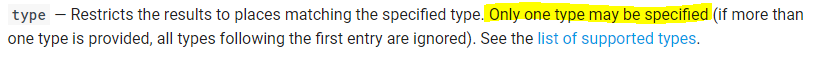 type — Restricts the results to places matching the specified type. Only one type may be specified (if more than
one type is provided, all types following the first entry are ignored). See the list of supported types.